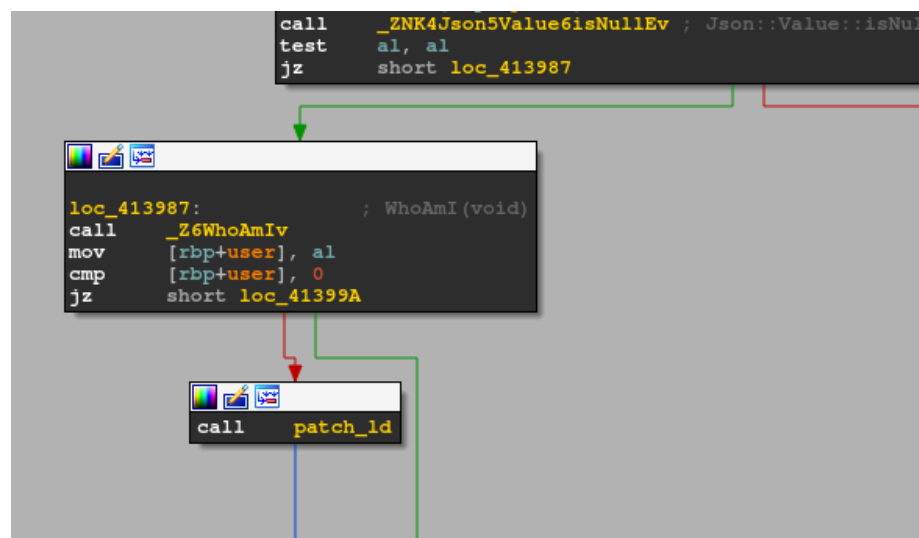 call _ZNK4Json5Value6isNullEv ; Json::Value::isNul
test al, al
jz short loc_413987
loc_413987: ; WhoAmI(void)
call _Z6WhoAmIv
mov [rbp+user], al
cmp [rbp+user], 0
jz short loc_41399A
call patch_ld